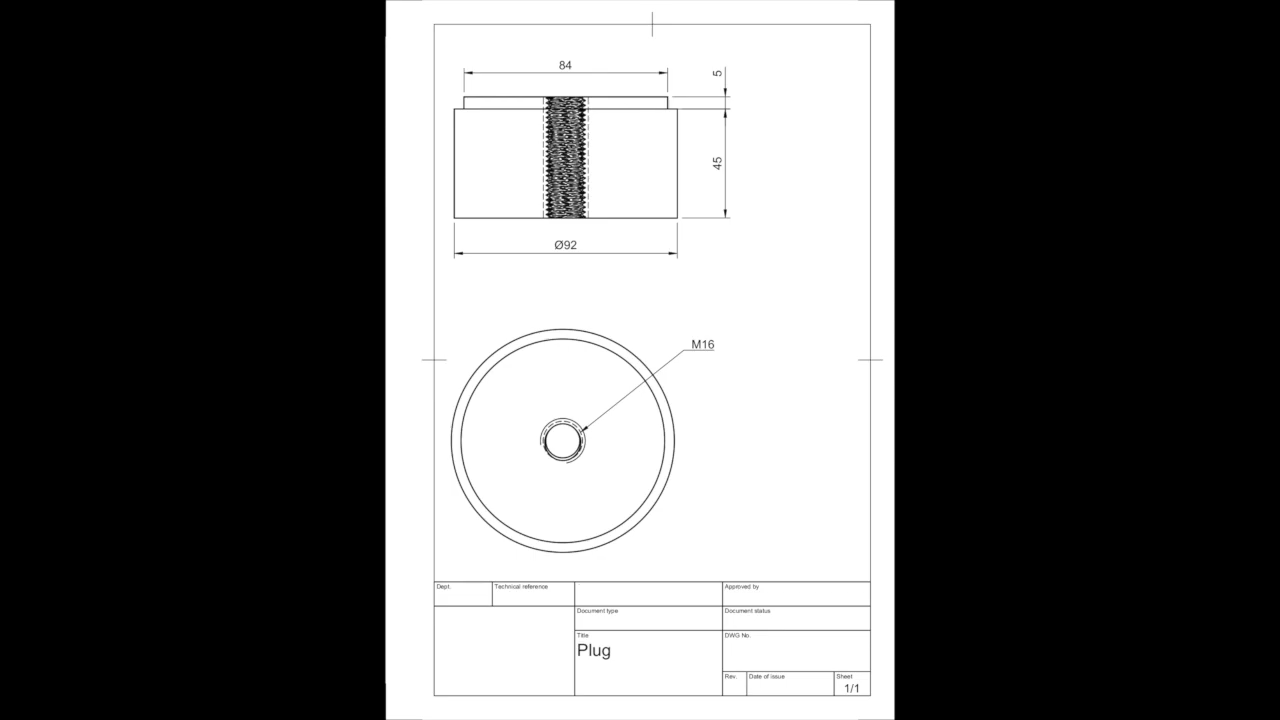 84
5
45
Ø92
M16
Dept.
Technical reference
Approved by
Document type
Document status
Title
Plug
DWG No.
Rev.
Date of issue
Sheet
1/1